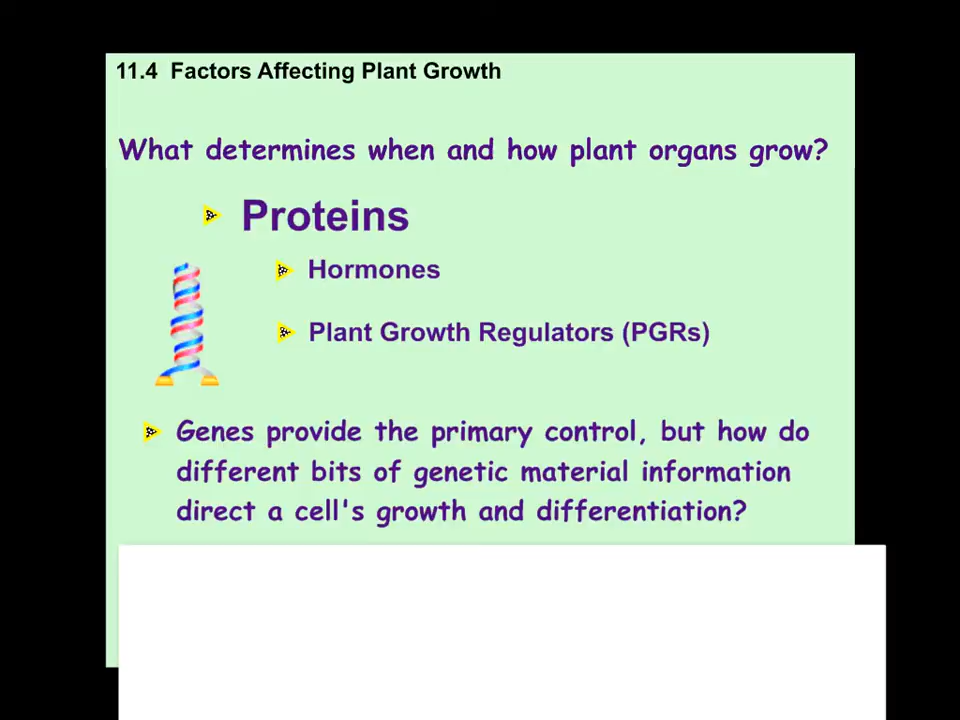 11.4 Factors Affecting Plant Growth
What determines when and how plant organs grow?
Proteins
Hormones
Plant Growth Regulators (PGRs)
Genes provide the primary control, but how do
different bits of genetic material information
direct a cell's growth and differentiation?